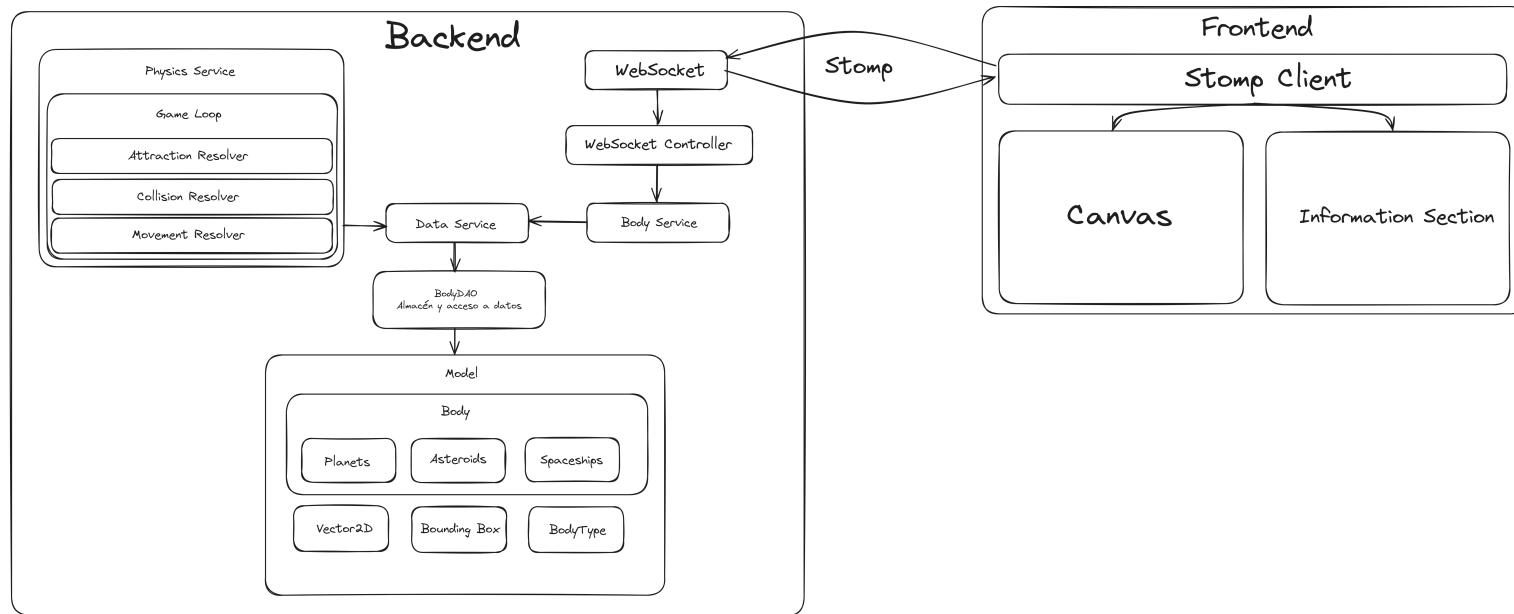 Backend
Physics Service
Game Loop
Attraction Resolver
Collision Resolver
Movement Resolver
WebSocket
WebSocket Controller
Body Service
Data Service
BodyDAO
Almacén y acceso a datos
Model
Body
Planets
Asteroids
Spaceships
Vector2D
Bounding Box
BodyType
Stomp
Frontend
Stomp Client
Canvas
Information Section